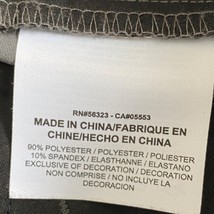 RN#56323 - CA#05553
MADE IN CHINA/FABRIQUE EN
CHINE/HECHO EN CHINA
90% POLYESTER / POLYESTER / POLIESTER
10% SPANDEX / ELASTHANNE / ELASTANO
EXCLUSIVE OF DECORATION / DECORATION
NON COMPRISE / NO INCLUYE LA
DECORACION